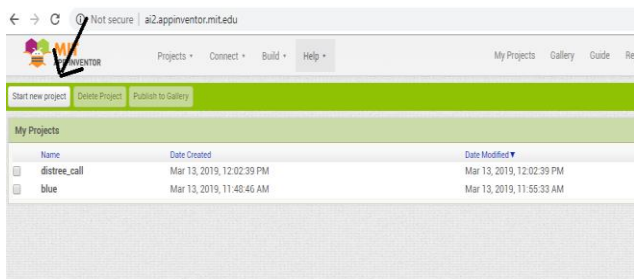 Not secure | ai2.appinventor.mit.edu
MIT
APP INVENTOR
Projects Connect Build Help My Projects Gallery Guide Re
Start new project Delete Project Publish to Gallery
My Projects
Name Date Created Date Modified ▼
distree_call Mar 13, 2019, 12:02:39 PM Mar 13, 2019, 12:02:39 PM
blue Mar 13, 2019, 11:48:46 AM Mar 13, 2019, 11:55:33 AM